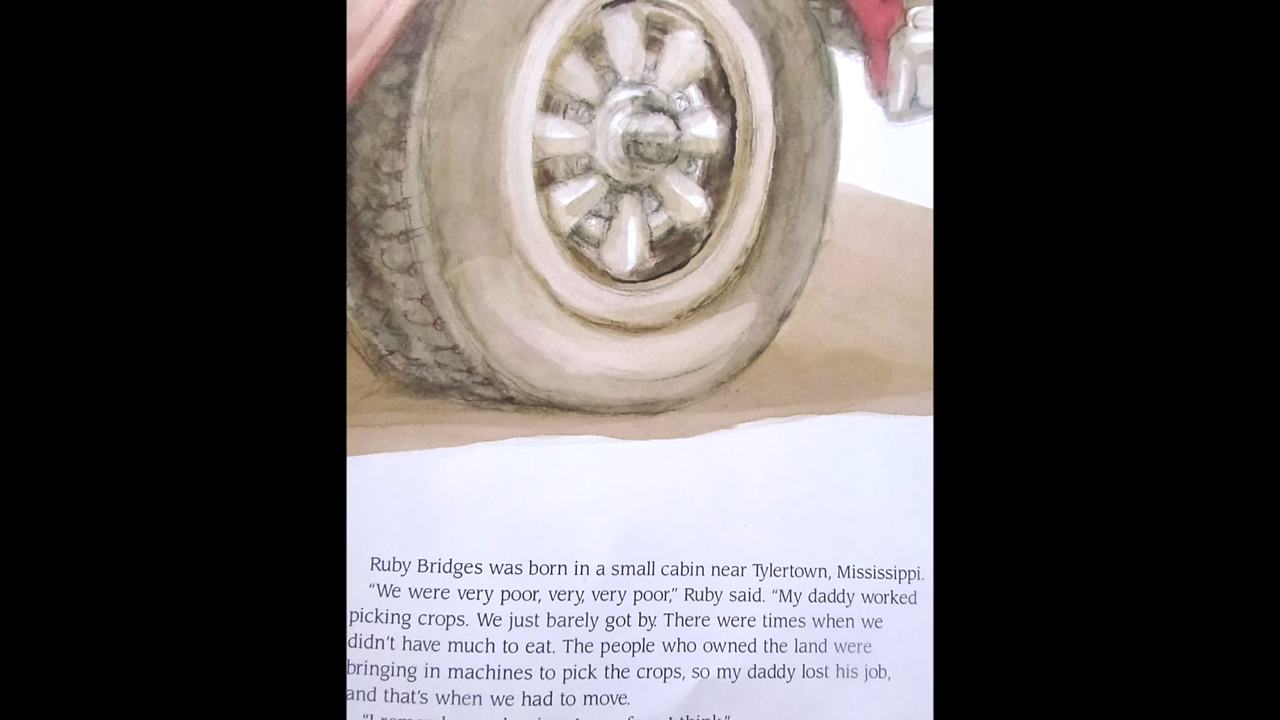 Ruby Bridges was born in a small cabin near Tylertown, Mississippi.
“We were very poor, very, very poor,” Ruby said. “My daddy worked
picking crops. We just barely got by. There were times when we
didn’t have much to eat. The people who owned the land were
bringing in machines to pick the crops, so my daddy lost his job,
and that’s when we had to move.
I think”